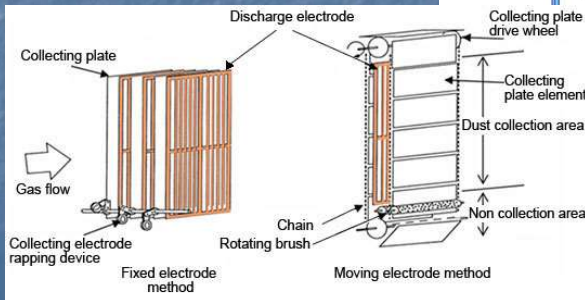 Discharge electrode
Collecting plate
Gas flow
Collecting electrode
rapping device
Fixed electrode
method
Collecting plate
drive wheel
Collecting
plate element
Dust collection area
Non collection area
Chain
Rotating brush
Moving electrode method